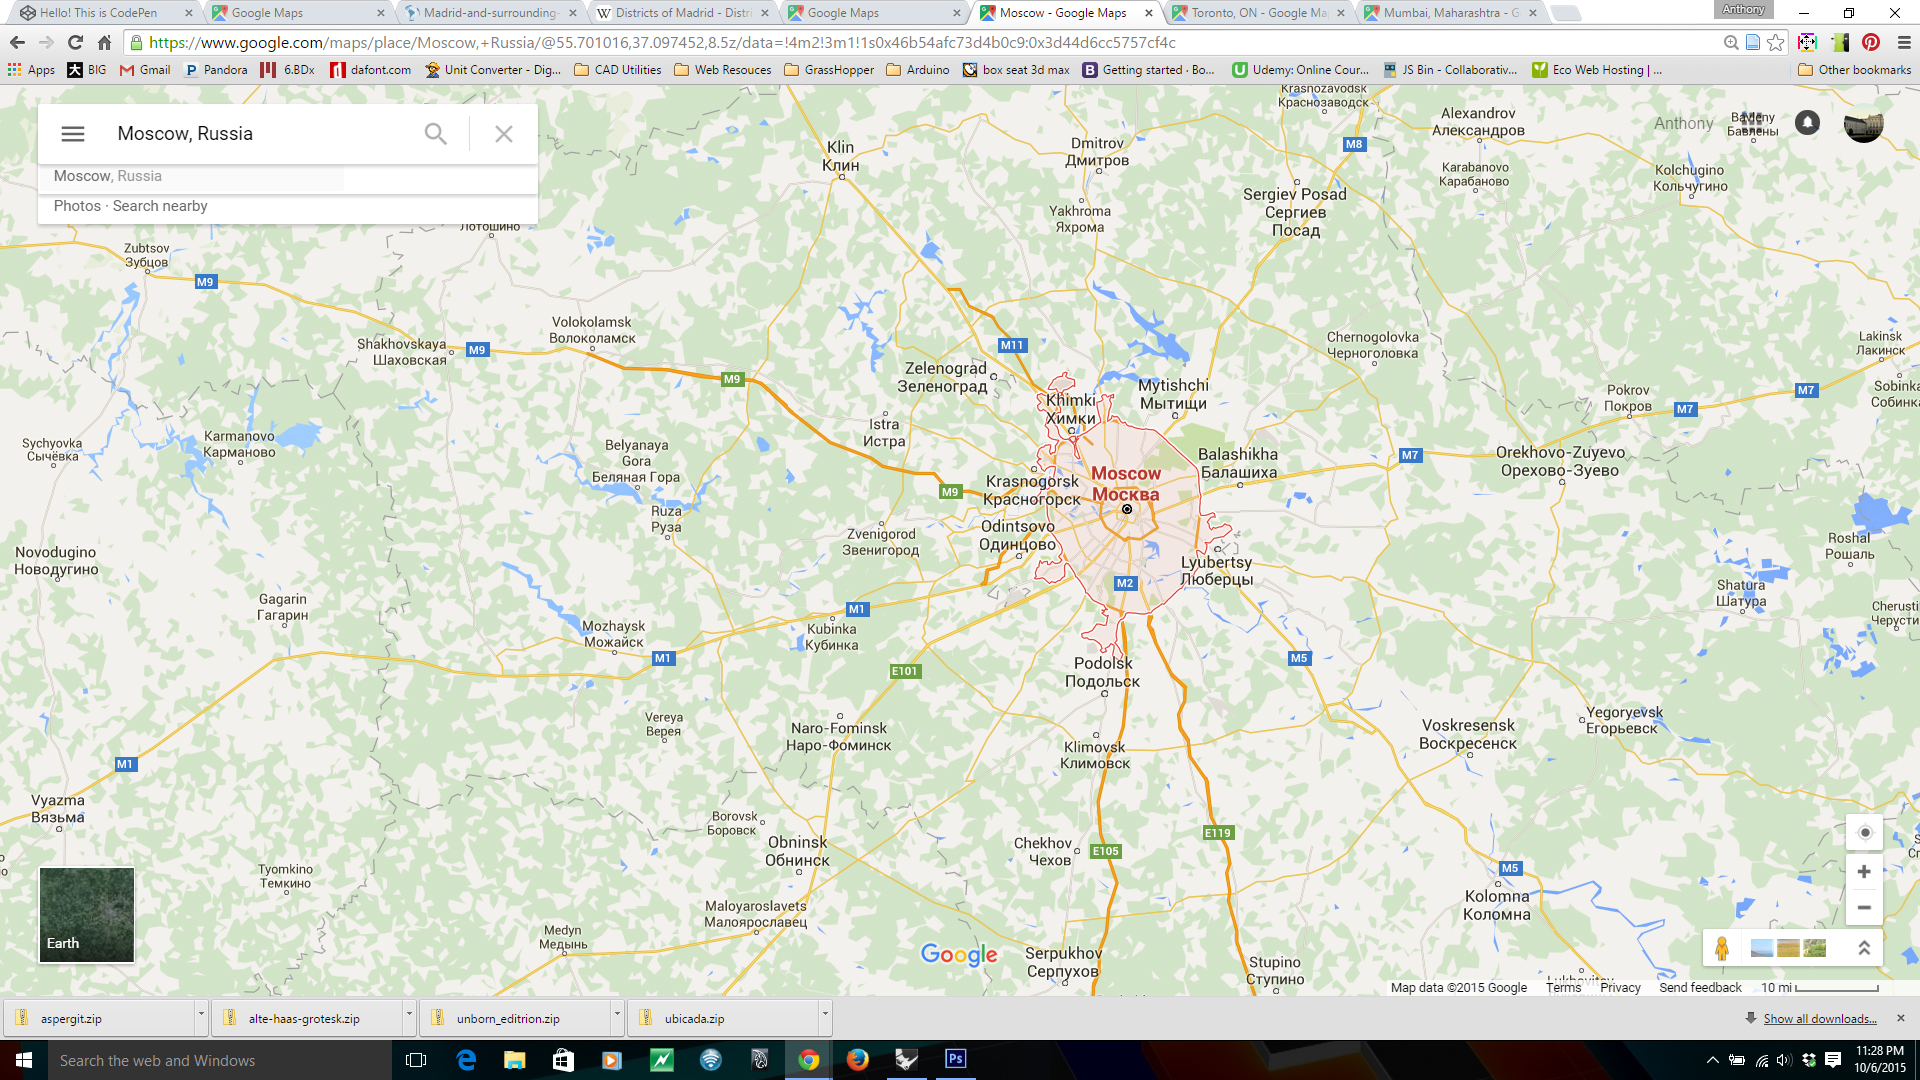 Hello! This is CodePen
Google Maps
Madrid-and-surrounding-
Districts of Madrid - Distri
Google Maps
Moscow - Google Maps
Toronto, ON - Google Ma
Mumbai, Maharashtra - G
Anthony
https://www.google.com/maps/place/Moscow,+Russia/@55.701016,37.097452,8.5z/data=!4m2!3m1!1s0x46b54afc73d4b0c9:0x3d44d6cc5757cf4c
Apps
BIG
Gmail
Pandora
6.BDx
dafont.com
Unit Converter - Dig...
CAD Utilities
Web Resouces
GrassHopper
Arduino
box seat 3d max
Getting started · Bo...
Udemy: Online Cour...
JS Bin - Collaborativ...
Eco Web Hosting | ...
Other bookmarks
Moscow, Russia
Moscow, Russia
Photos · Search nearby
Anthony
Krasnozavodsk
Краснозаводск
Alexandrov
Александров
Bavleny
Бавлены
Klin
Клин
Dmitrov
Дмитров
M8
Karabanovo
Карабаново
Kolchugino
Кольчугино
Sergiev Posad
Сергиев
Посад
Yakhroma
Яхрома
Лотошино
Zubtsov
Зубцов
M9
Volokolamsk
Волоколамск
Shakhovskaya
Шаховская
M9
M11
Chernogolovka
Черноголовка
Lakinsk
Лакинск
Zelenograd
Зеленоград
M9
Mytishchi
Мытищи
Sobinka
Собинка
Pokrov
Покров
M7
M7
Khimki
Химки
Istra
Истра
Karmanovo
Карманово
Sychyovka
Сычёвка
Belyanaya
Gora
Беляная Гора
Balashikha
Балашиха
M7
Orekhovo-Zuyevo
Орехово-Зуево
Moscow
Москва
Krasnogorsk
Красногорск
M9
Ruza
Руза
Zvenigorod
Звенигород
Odintsovo
Одинцово
Roshal
Рошаль
Novodugino
Новодугино
Lyubertsy
Люберцы
M2
Shatura
Шатура
Gagarin
Гагарин
M1
Cherusti
Черусти
Mozhaysk
Можайск
Kubinka
Кубинка
M1
M5
E101
Podolsk
Подольск
Vereya
Верея
Naro-Fominsk
Наро-Фоминск
Yegoryevsk
Егорьевск
Voskresensk
Воскресенск
Klimovsk
Климовск
M1
Vyazma
Вязьма
Borovsk
Боровск
E119
Obninsk
Обнинск
Chekhov
Чехов
E105
Tyomkino
Темкино
M5
Kolomna
Коломна
Maloyaroslavets
Малоярославец
Medyn
Медынь
Earth
Google
Serpukhov
Серпухов
Stupino
Ступино
Map data ©2015 Google
Terms
Privacy
Send feedback
10 mi
aspergit.zip
alte-haas-grotesk.zip
unborn_editrion.zip
ubicada.zip
Show all downloads...
Search the web and Windows
Ps
11:28 PM
10/6/2015